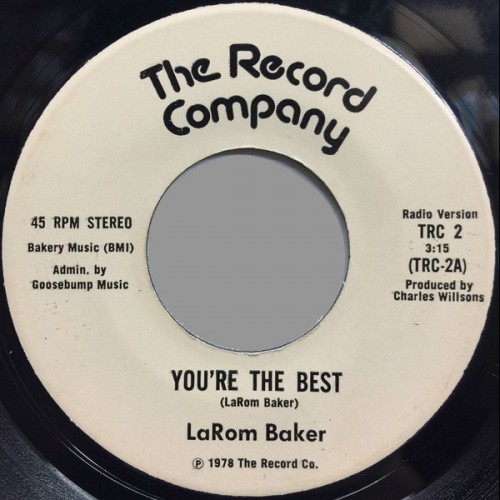 The Record
Company
45 RPM STEREO
Bakery Music (BMI)
Admin. by
Goosebump Music
Radio Version
TRC 2
3:15
(TRC-2A)
Produced by
Charles Willsons
YOU'RE THE BEST
(LaRom Baker)
LaRom Baker
℗ 1978 The Record Co.